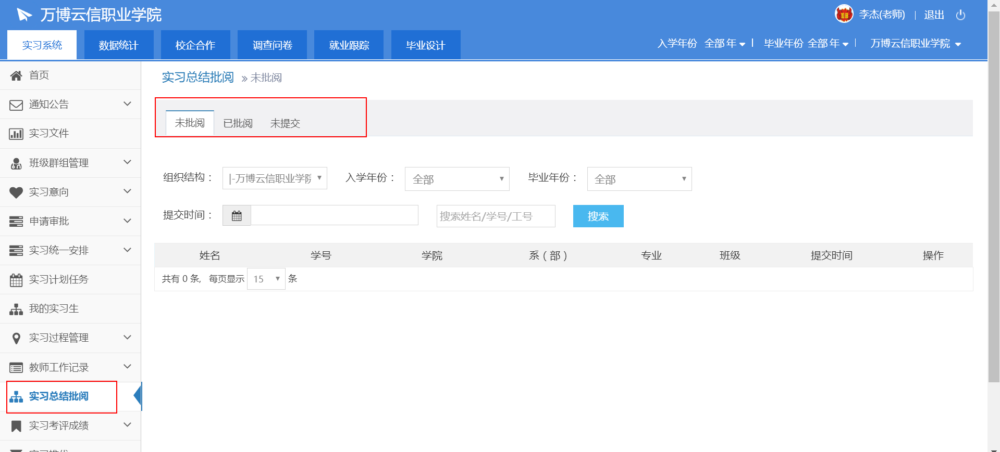 万博云信职业学院
李杰(老师) | 退出
实习系统 数据统计 校企合作 调查问卷 就业跟踪 毕业设计
入学年份 全部 年 | 毕业年份 全部 年 | 万博云信职业学院
首页
通知公告
实习文件
班级群组管理
实习意向
申请审批
实习统一安排
实习计划任务
我的实习生
实习过程管理
教师工作记录
实习总结批阅
实习考评成绩
实习总结批阅 » 未批阅
未批阅 已批阅 未提交
组织结构： |-万博云信职业学院 入学年份： 全部 毕业年份： 全部
提交时间： 搜索姓名/学号/工号 搜索
姓名 学号 学院 系（部） 专业 班级 提交时间 操作
共有 0 条, 每页显示 15 条